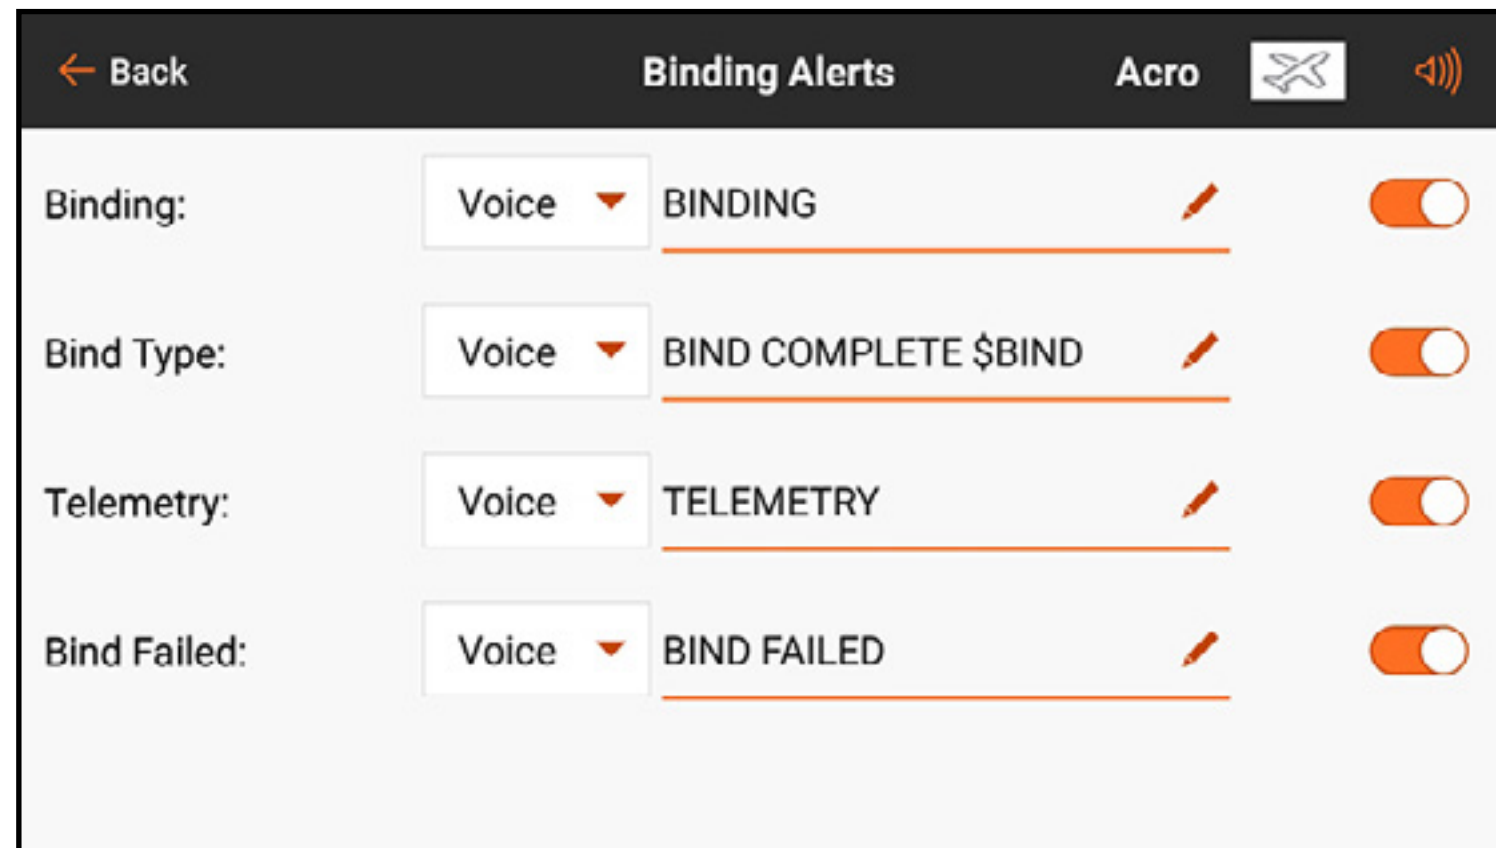 Back Binding Alerts Acro
Binding: Voice BINDING
Bind Type: Voice BIND COMPLETE $BIND
Telemetry: Voice TELEMETRY
Bind Failed: Voice BIND FAILED